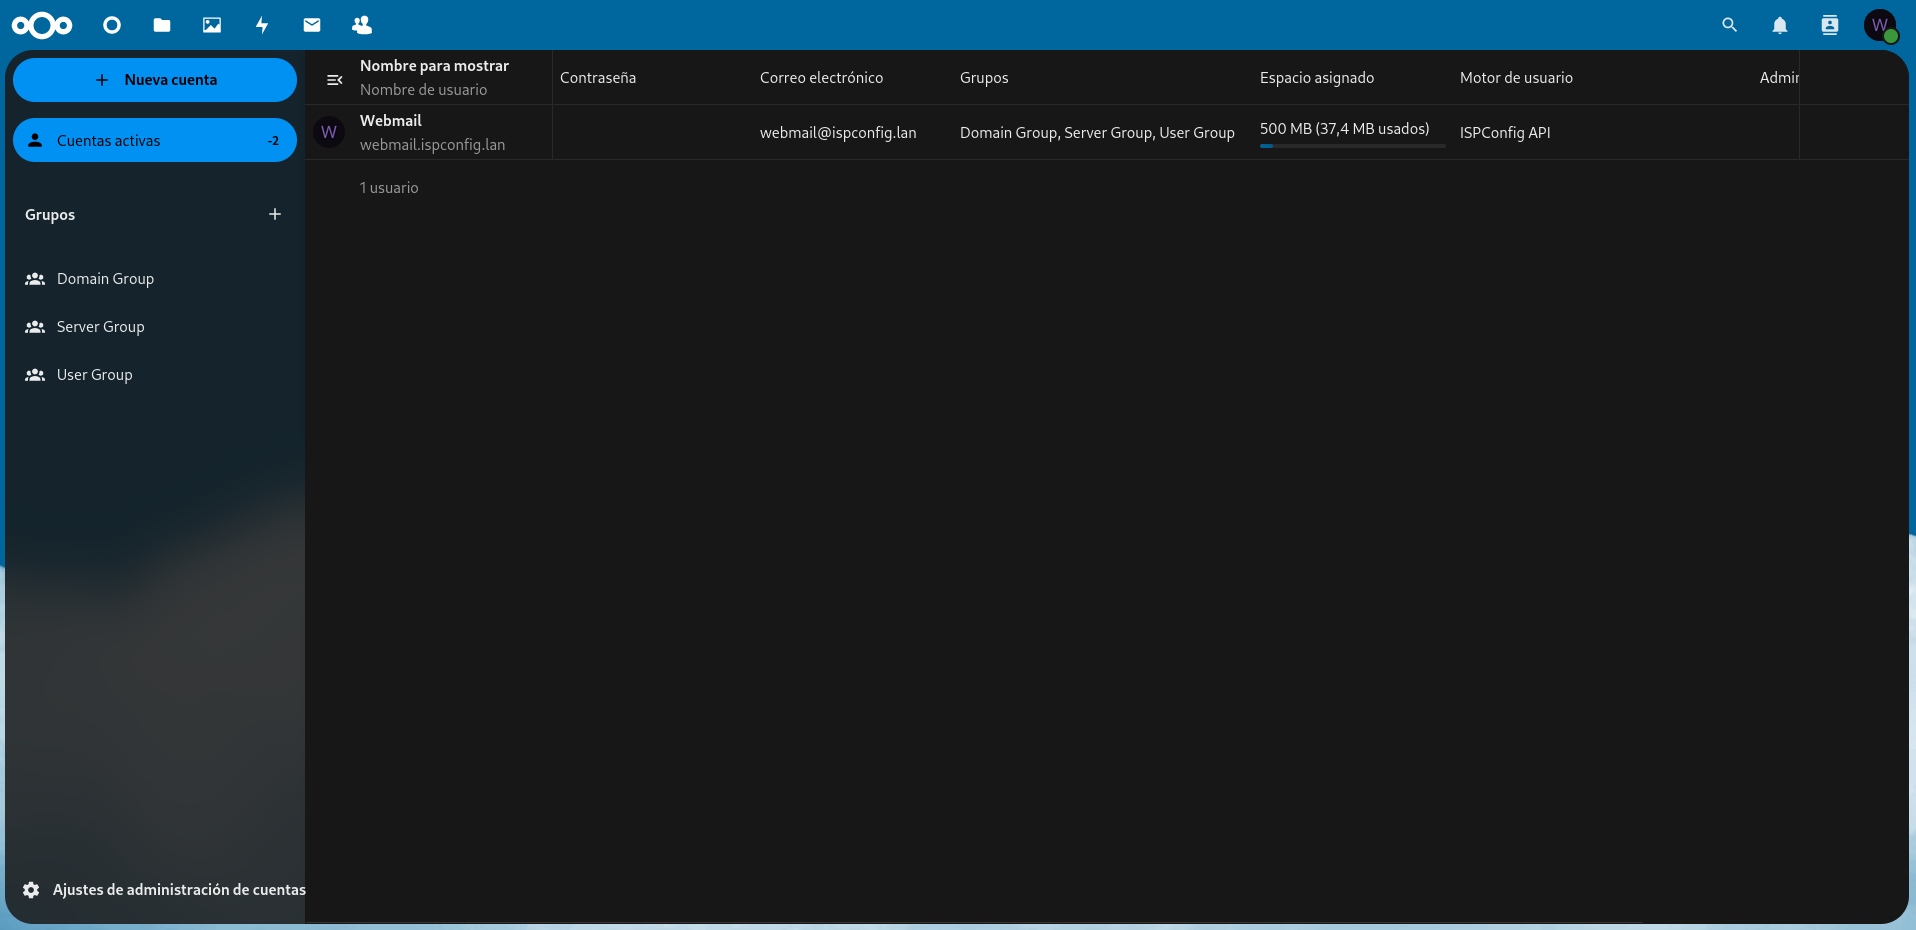 W
Nueva cuenta
Cuentas activas -2
Grupos
Domain Group
Server Group
User Group
Ajustes de administración de cuentas
Nombre para mostrar
Nombre de usuario
Contraseña Correo electrónico Grupos Espacio asignado Motor de usuario Admir
W
Webmail
webmail.ispconfig.lan
webmail@ispconfig.lan Domain Group, Server Group, User Group 500 MB (37,4 MB usados) ISPConfig API
1 usuario